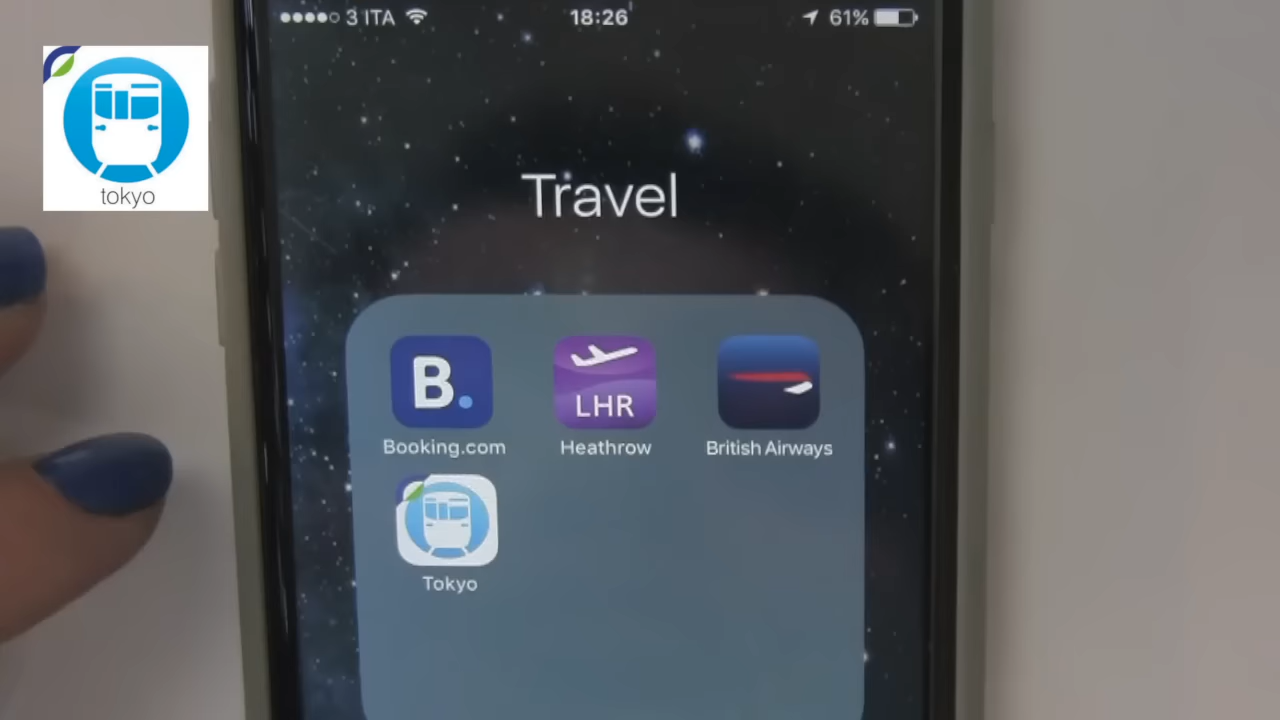 3 ITA 18:26 61%
tokyo
Travel
B.
LHR
Booking.com Heathrow British Airways
Tokyo